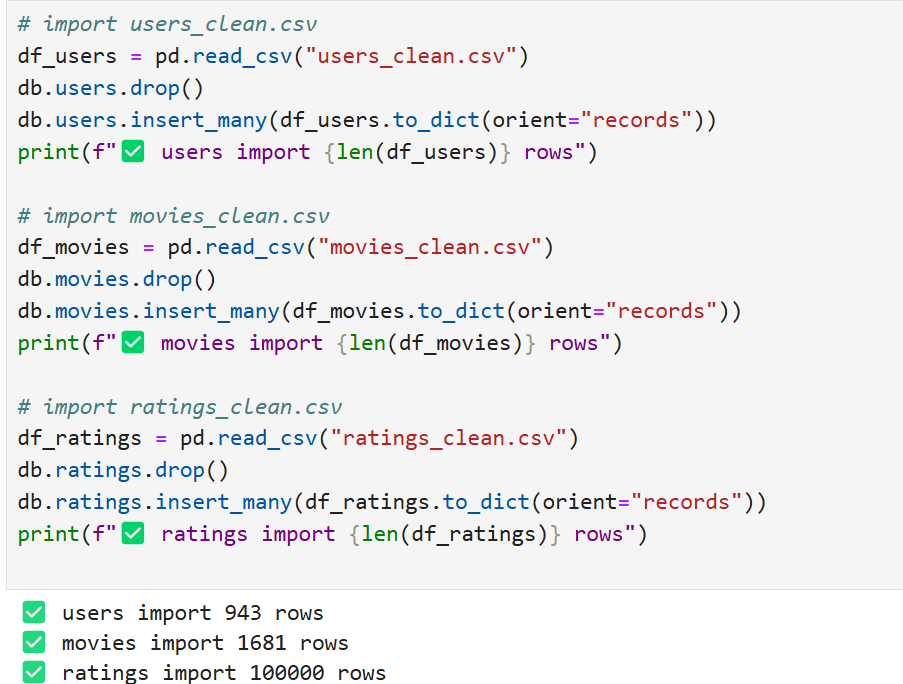 # import users_clean.csv
df_users = pd.read_csv("users_clean.csv")
db.users.drop()
db.users.insert_many(df_users.to_dict(orient="records"))
print(f"✅ users import {len(df_users)} rows")

# import movies_clean.csv
df_movies = pd.read_csv("movies_clean.csv")
db.movies.drop()
db.movies.insert_many(df_movies.to_dict(orient="records"))
print(f"✅ movies import {len(df_movies)} rows")

# import ratings_clean.csv
df_ratings = pd.read_csv("ratings_clean.csv")
db.ratings.drop()
db.ratings.insert_many(df_ratings.to_dict(orient="records"))
print(f"✅ ratings import {len(df_ratings)} rows")

✅ users import 943 rows
✅ movies import 1681 rows
✅ ratings import 100000 rows